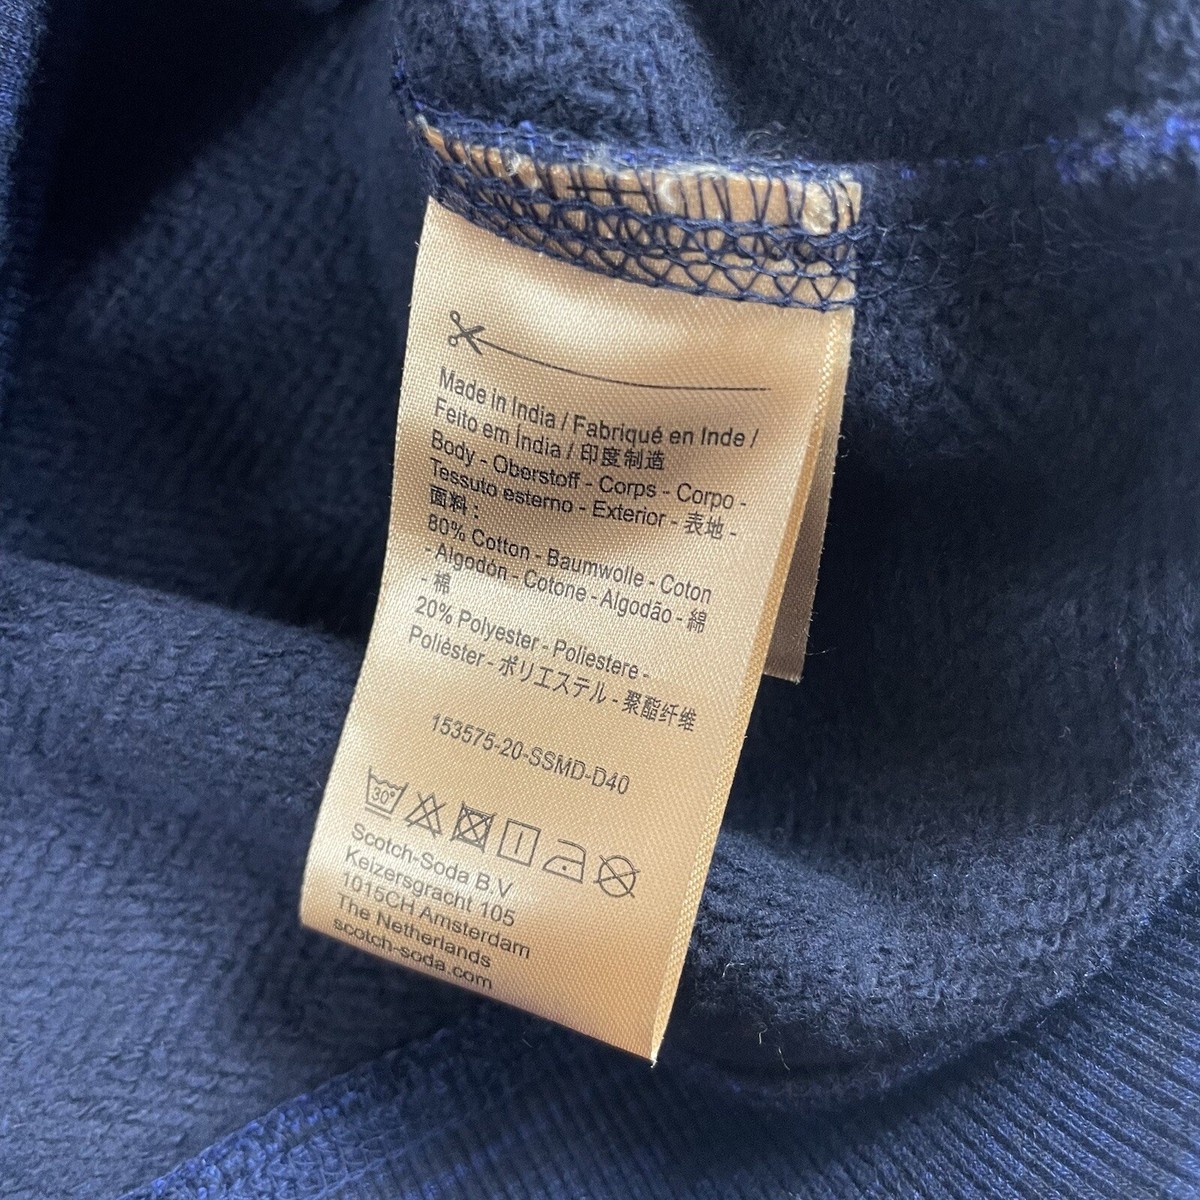 Made in India / Fabriqué en Inde /
Feito em Índia / 印度制造
Body - Oberstoff - Corps - Corpo -
Tessuto esterno - Exterior - 表地 -
面料 :
80% Cotton - Baumwolle - Coton
- Algodón - Cotone - Algodão - 綿
- 棉
20% Polyester - Poliestere -
Poliéster - ポリエステル - 聚酯纤维
153575-20-SSMD-D40
30°
Scotch-Soda B.V
Keizersgracht 105
1015CH Amsterdam
The Netherlands
scotch-soda.com